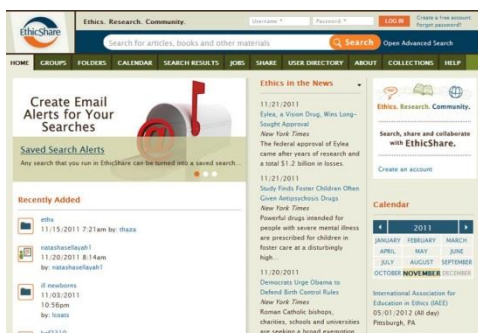 EthicShare
Ethics. Research. Community.
Username *
Password *
LOG IN
Create a free account.
Forgot password?
Search for articles, books and other materials
Search
Open Advanced Search
HOME GROUPS FOLDERS CALENDAR SEARCH RESULTS JOBS SHARE USER DIRECTORY ABOUT COLLECTIONS HELP
Create Email
Alerts for Your
Searches
Saved Search Alerts
Any search that you run in EthicShare can be turned into a saved search...
Recently Added
11/15/2011 7:21am by: thaza
natashasellayah1
11/20/2011 8:14am
by: natashasellayah1
ill newborns
11/03/2011
10:56pm
by: losats
Ethics in the News
11/21/2011
Eylea, a Vision Drug, Wins Long-
Sought Approval
New York Times
The federal approval of Eylea
came after years of research and
a total $1.2 billion in losses.
11/21/2011
Study Finds Foster Children Often
Given Antipsychosis Drugs
New York Times
Powerful drugs intended for
people with severe mental illness
are prescribed for children in
foster care at a disturbingly
high...
11/20/2011
Democrats Urge Obama to
Defend Birth Control Rules
New York Times
Roman Catholic bishops,
charities, schools and universities
are seeking a broad exemption
Ethics. Research. Community.
Search, share and collaborate
with EthicShare.
Create an account
Calendar
2011
JANUARY FEBRUARY MARCH
APRIL MAY JUNE
JULY AUGUST SEPTEMBER
OCTOBER NOVEMBER DECEMBER
International Association for
Education in Ethics (IAEE)
05/01/2012 (All day)
Pittsburgh, PA